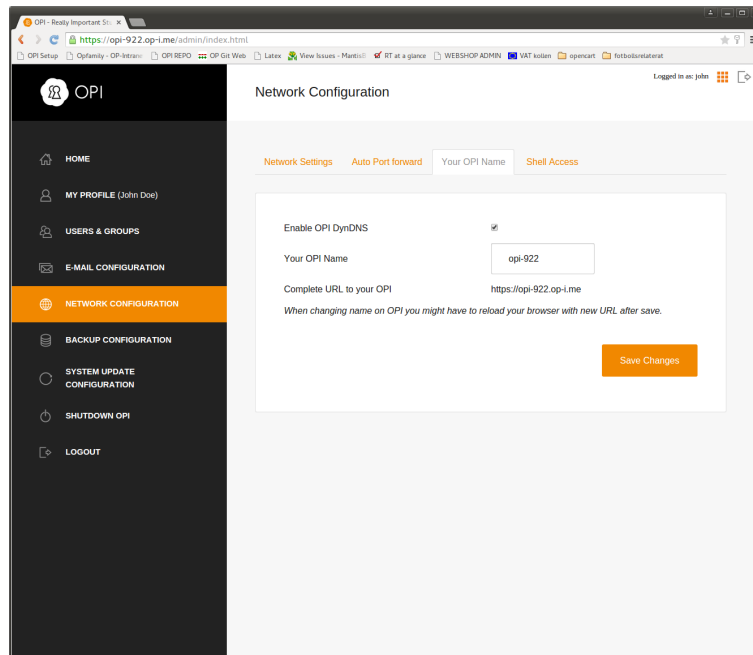 OPI - Really Important Stu
https://opi-922.op-i.me/admin/index.html
OPI Setup Opfamily - OP-Intran OPI REPO OP Git Web Latex View Issues - Mantis RT at a glance WEBSHOP ADMIN VAT kollen opencart fotbollsrelaterat
OPI
Network Configuration
Logged in as: john
HOME
MY PROFILE (John Doe)
USERS & GROUPS
E-MAIL CONFIGURATION
NETWORK CONFIGURATION
BACKUP CONFIGURATION
SYSTEM UPDATE
CONFIGURATION
SHUTDOWN OPI
LOGOUT
Network Settings Auto Port forward Your OPI Name Shell Access
Enable OPI DynDNS
Your OPI Name opi-922
Complete URL to your OPI https://opi-922.op-i.me
When changing name on OPI you might have to reload your browser with new URL after save.
Save Changes